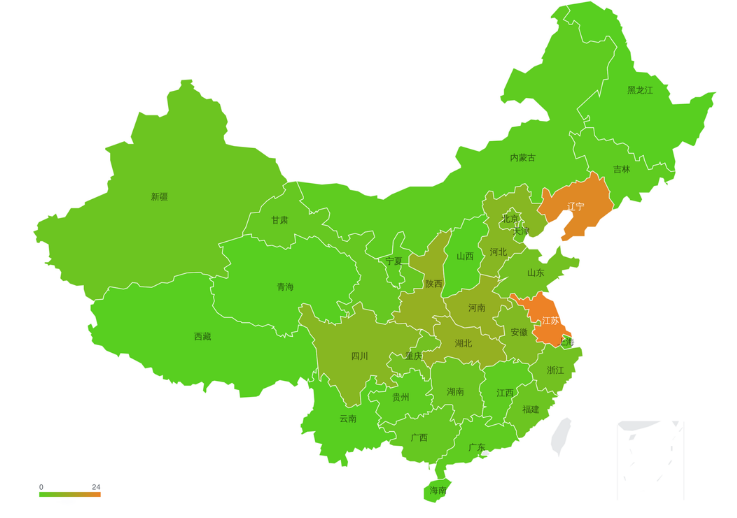 黑龙江
内蒙古
吉林
新疆
辽宁
甘肃
北京
天津
河北
山西
宁夏
山东
陕西
青海
河南
江苏
西藏
安徽
上海
湖北
四川
重庆
浙江
湖南
江西
贵州
福建
云南
广西
广东
海南
0 24